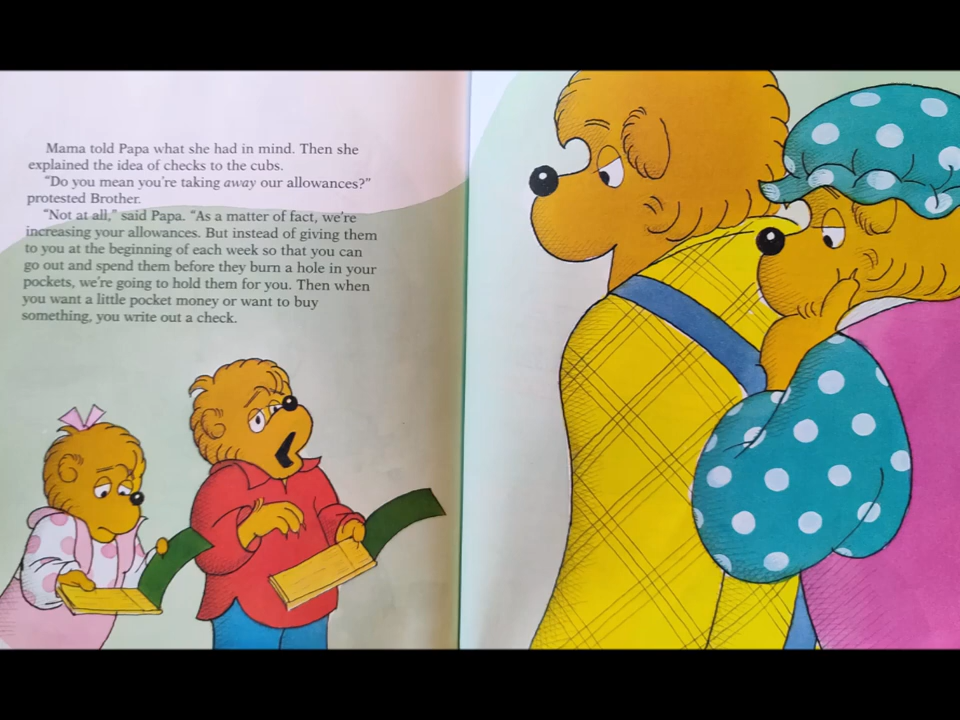 Mama told Papa what she had in mind. Then she
explained the idea of checks to the cubs.
"Do you mean you're taking away our allowances?"
protested Brother.
"Not at all," said Papa. "As a matter of fact, we're
increasing your allowances. But instead of giving them
to you at the beginning of each week so that you can
go out and spend them before they burn a hole in your
pockets, we're going to hold them for you. Then when
you want a little pocket money or want to buy
something, you write out a check.